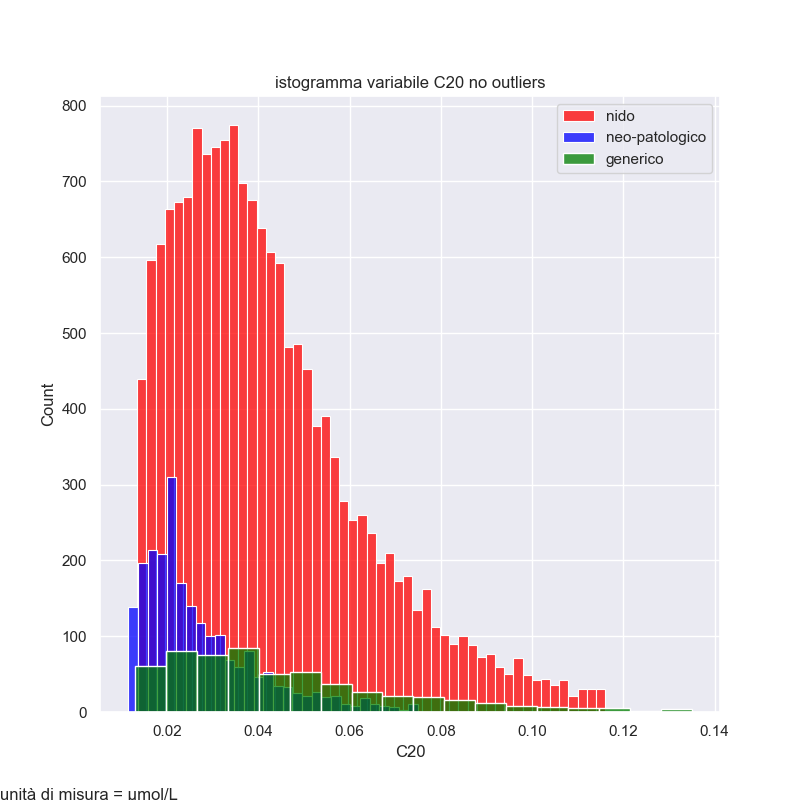 istogramma variabile C20 no outliers
nido
neo-patologico
generico
800
700
600
500
400
300
200
100
0
Count
0.02 0.04 0.06 0.08 0.10 0.12 0.14
C20
unità di misura = μmol/L